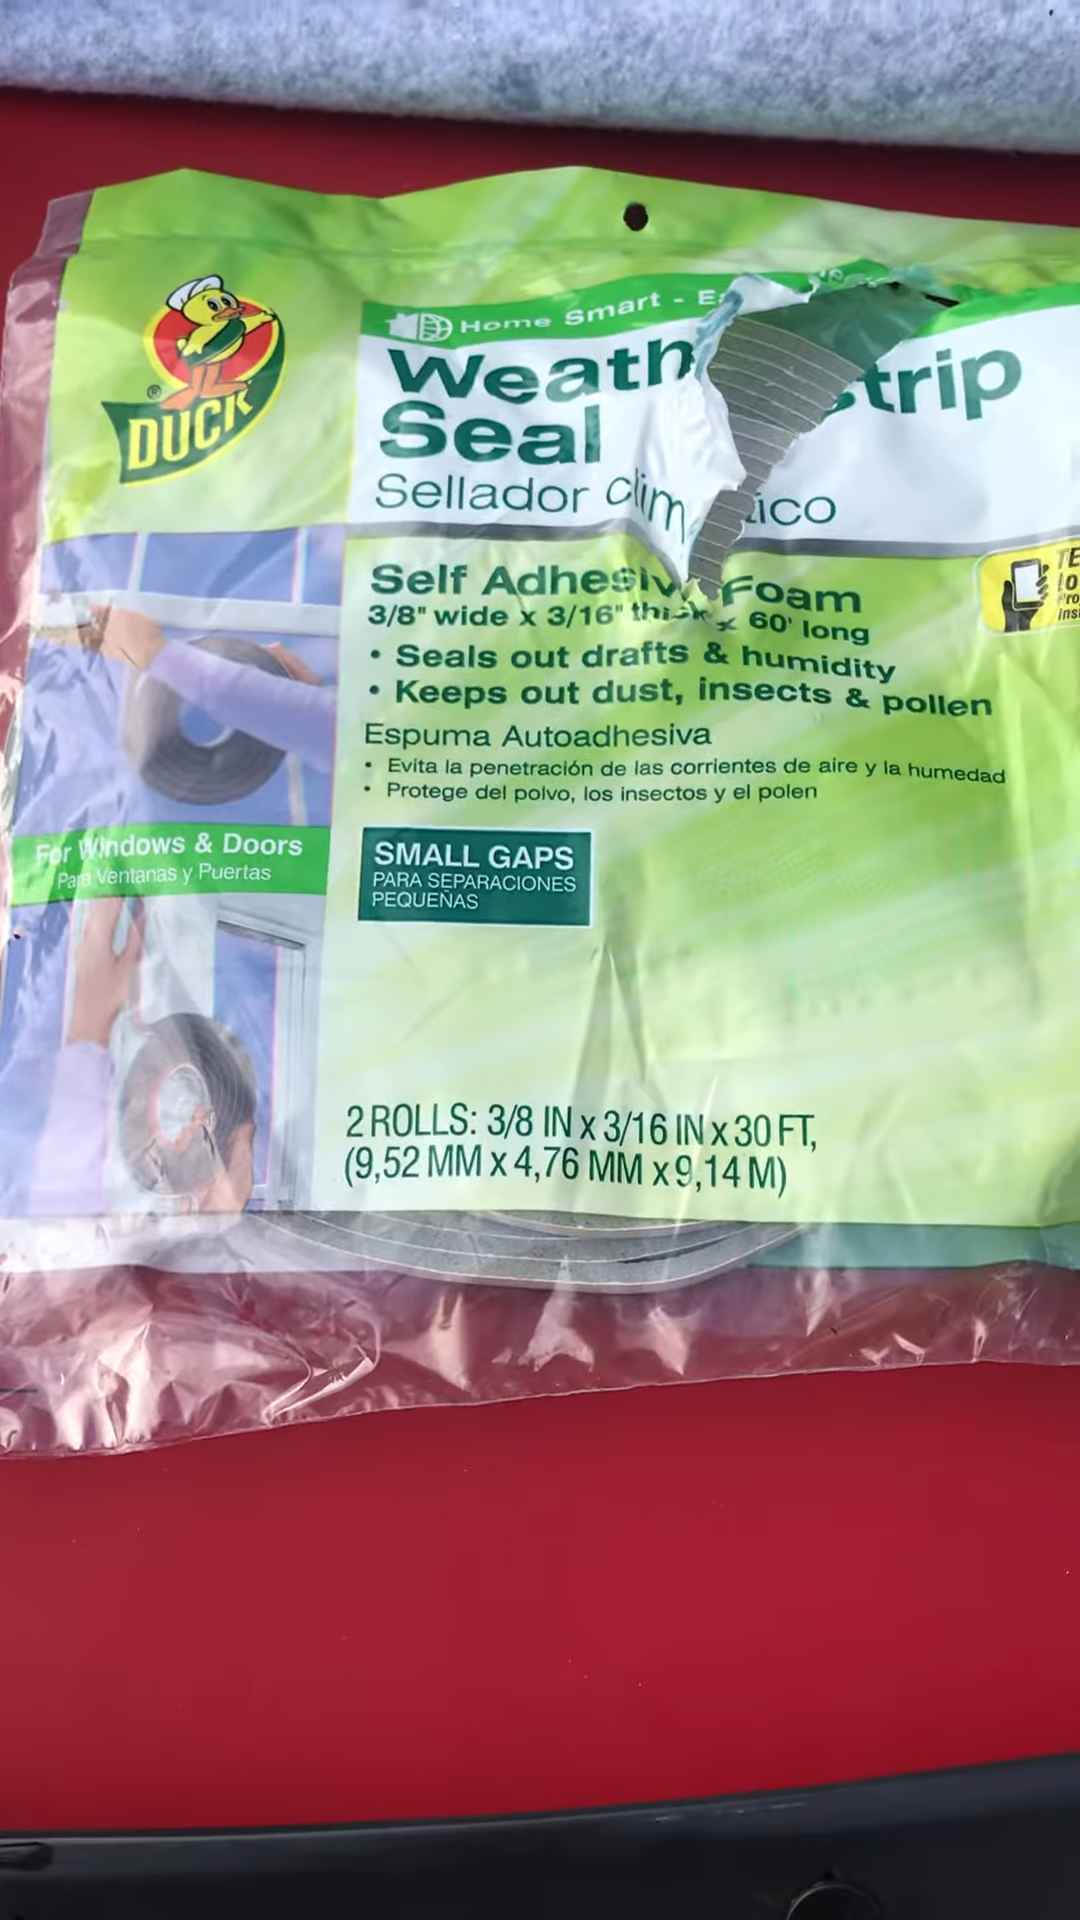 DUCK
®
Home Smart - E
Weath trip
Seal
Sellador clim tico
Self Adhesiv Foam
3/8" wide x 3/16" thick x 60' long
• Seals out drafts & humidity
• Keeps out dust, insects & pollen
Espuma Autoadhesiva
• Evita la penetración de las corrientes de aire y la humedad
• Protege del polvo, los insectos y el polen
For Windows & Doors
Para Ventanas y Puertas
SMALL GAPS
PARA SEPARACIONES
PEQUEÑAS
2 ROLLS: 3/8 IN x 3/16 IN x 30 FT,
(9,52 MM x 4,76 MM x 9,14 M)